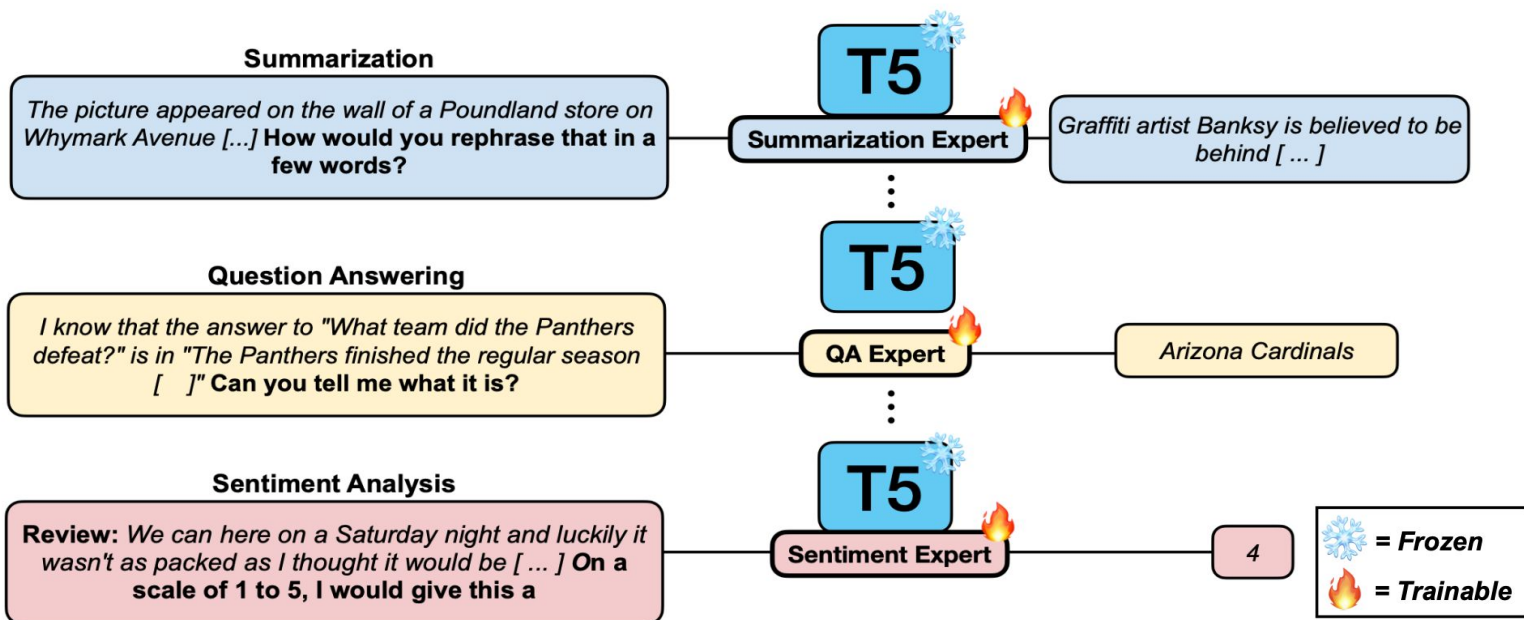 Summarization
The picture appeared on the wall of a Poundland store on
Whymark Avenue [...] How would you rephrase that in a
few words?
T5
Summarization Expert
Graffiti artist Banksy is believed to be
behind [ ... ]
Question Answering
I know that the answer to "What team did the Panthers
defeat?" is in "The Panthers finished the regular season
[    ]" Can you tell me what it is?
T5
QA Expert
Arizona Cardinals
Sentiment Analysis
Review: We can here on a Saturday night and luckily it
wasn't as packed as I thought it would be [ ... ] On a
scale of 1 to 5, I would give this a
T5
Sentiment Expert
4
= Frozen
= Trainable